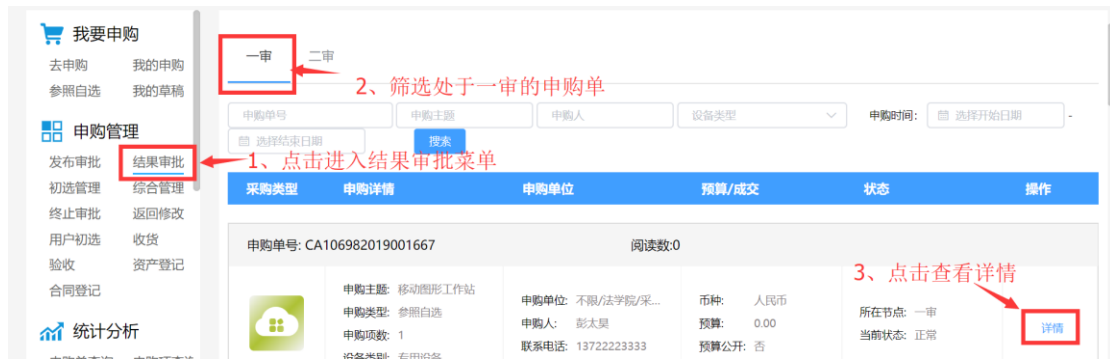 我要申购
去申购 我的申购
参照自选 我的草稿
申购管理
发布审批 结果审批
初选管理 综合管理
终止审批 返回修改
用户初选 收货
验收 资产登记
合同登记
统计分析
一审 二审
2、筛选处于一审的申购单
申购单号 申购主题 申购人 设备类型 申购时间: 选择开始日期 -
选择结束日期 搜索
1、点击进入结果审批菜单
采购类型 申购详情 申购单位 预算/成交 状态 操作
申购单号: CA106982019001667 阅读数:0
3、点击查看详情
申购主题: 移动图形工作站
申购类型: 参照自选
申购项数: 1
设备类别: 专用设备
申购单位: 不限/法学院/采...
申购人: 彭太昊
联系电话: 13722223333
币种: 人民币
预算: 0.00
预算公开: 否
所在节点: 一审
当前状态: 正常
详情